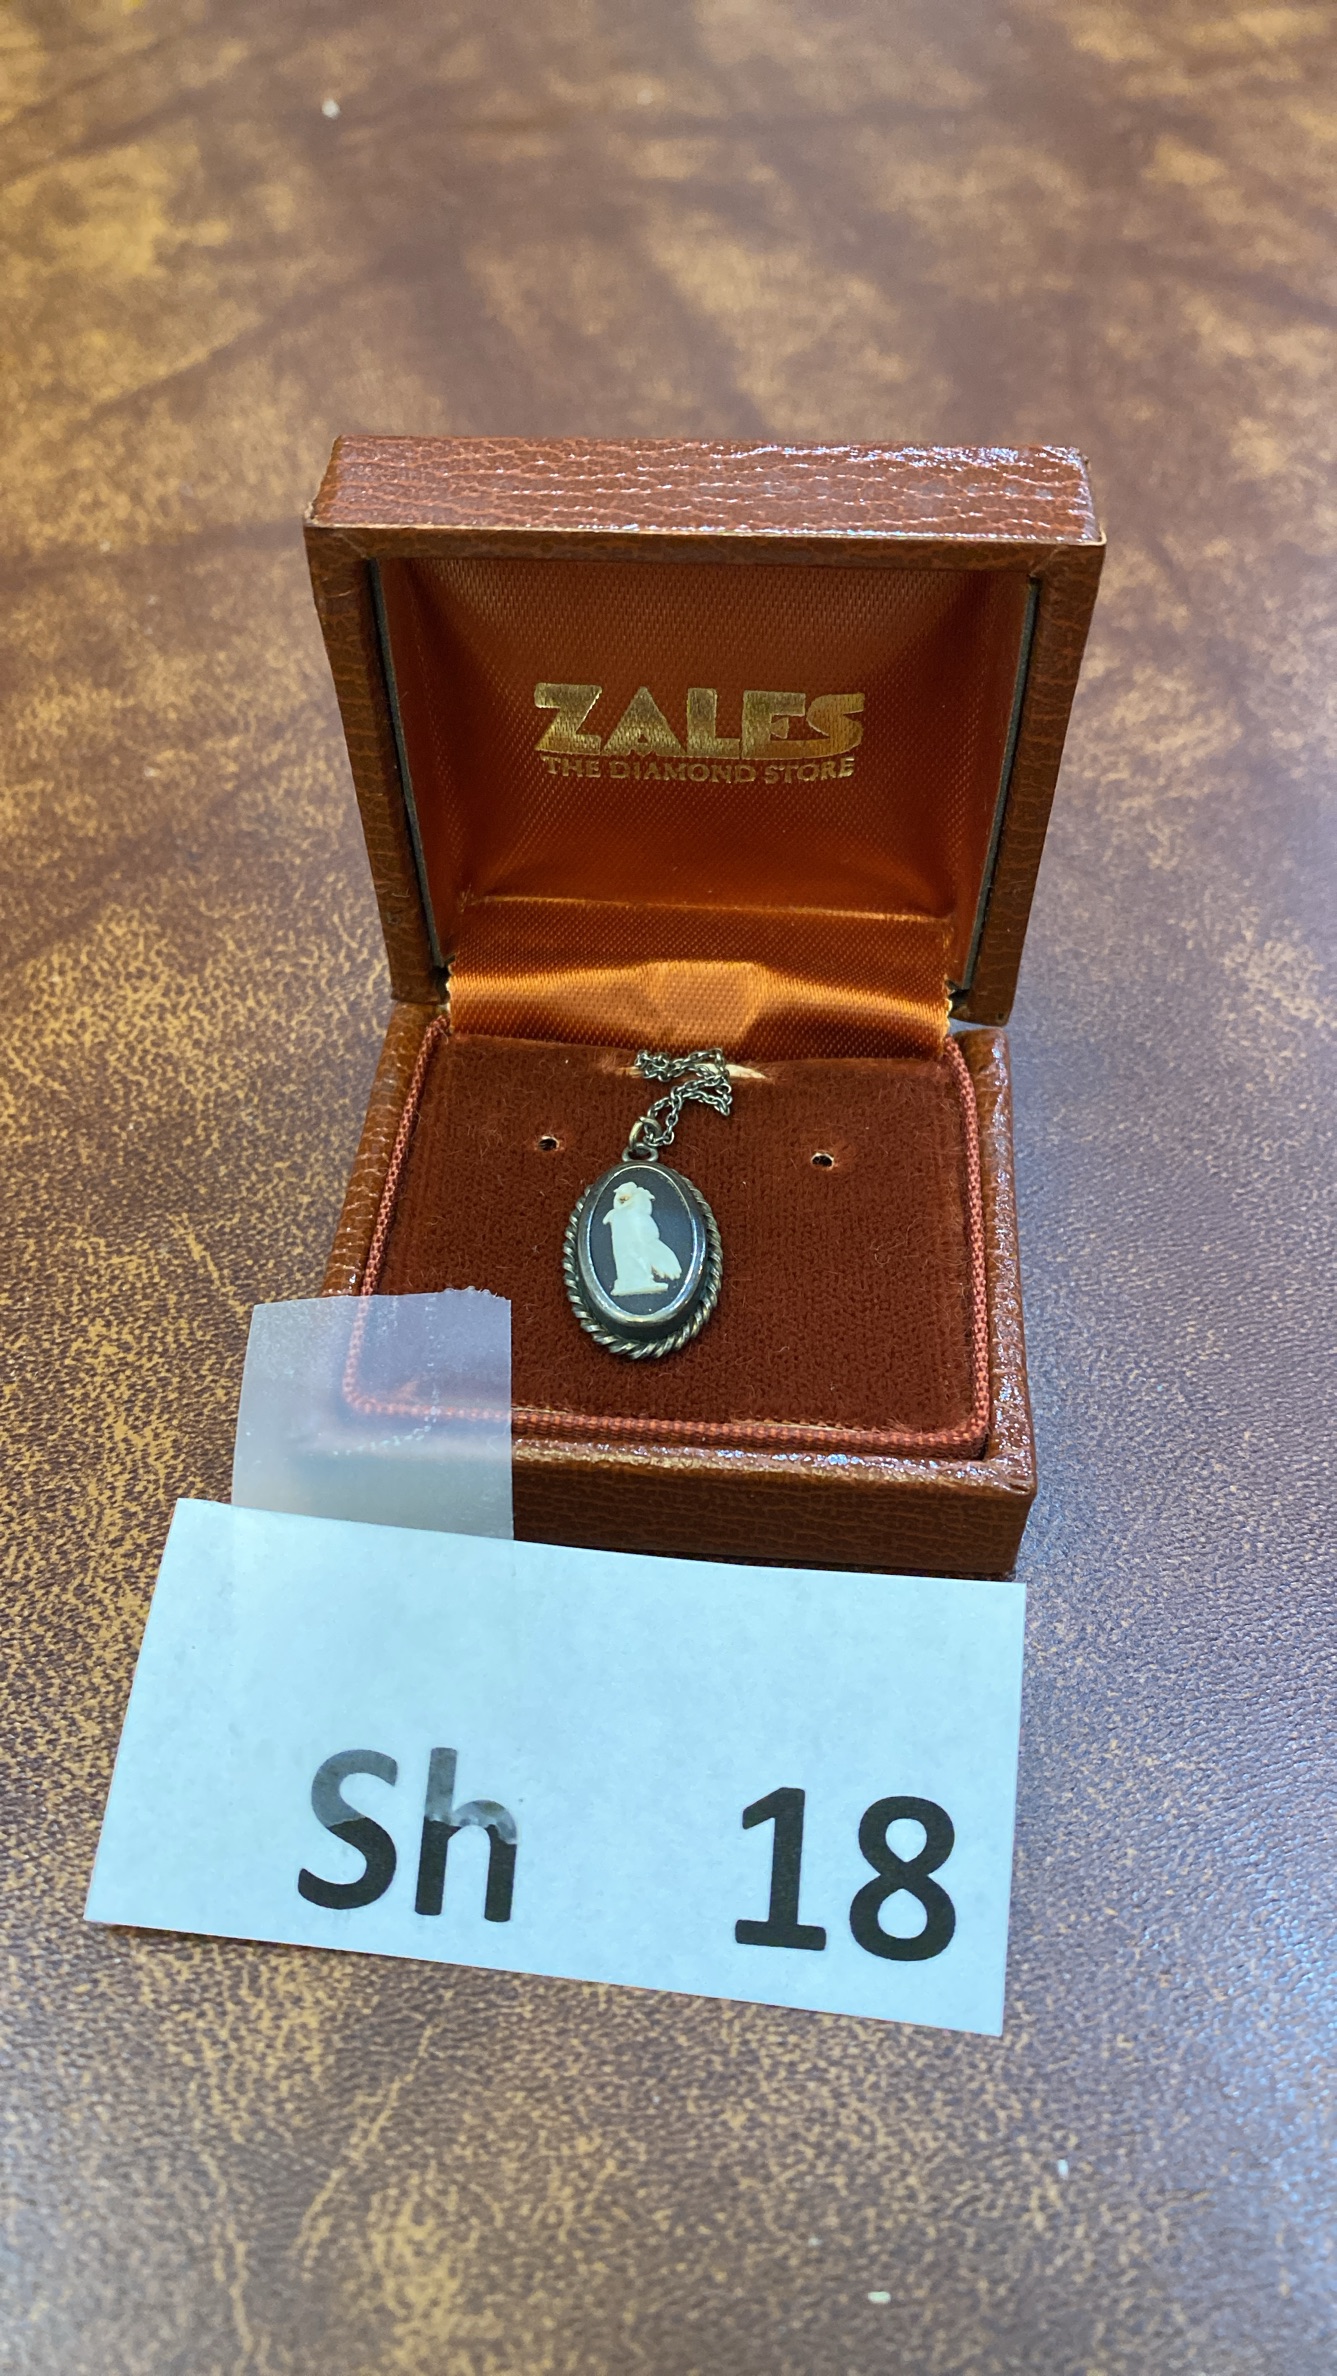 ZALES
THE DIAMOND STORE
Sh 18